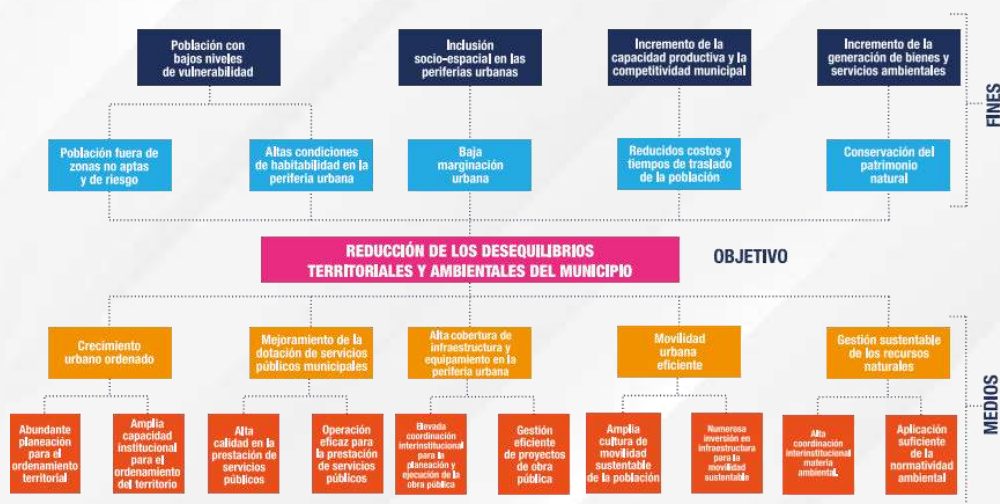 Población con
bajos niveles
de vulnerabilidad
Inclusión
socio-espacial en las
periferias urbanas
Incremento de la
capacidad productiva y la
competitividad municipal
Incremento de la
generación de bienes y
servicios ambientales
FINES
Población fuera de
zonas no aptas
y de riesgo
Altas condiciones
de habitabilidad en la
periferia urbana
Baja
marginación
urbana
Reducidos costos y
tiempos de traslado
de la población
Conservación del
patrimonio
natural
REDUCCIÓN DE LOS DESEQUILIBRIOS
TERRITORIALES Y AMBIENTALES DEL MUNICIPIO
OBJETIVO
Crecimiento
urbano ordenado
Mejoramiento de la
dotación de servicios
públicos municipales
Alta cobertura de
infraestructura y
equipamiento en la
periferia urbana
Movilidad
urbana
eficiente
Gestión sustentable
de los recursos
naturales
MEDIOS
Abundante
planeación
para el
ordenamiento
territorial
Amplia
capacidad
institucional
para el
ordenamiento
del territorio
Alta
calidad en la
prestación de
servicios
públicos
Operación
eficaz para
la prestación
de servicios
públicos
Elevada
coordinación
interinstitucional
para la
planeación y
ejecución de la
obra pública
Gestión
eficiente
de proyectos
de obra
pública
Amplia
cultura de
movilidad
sustentable
de la población
Numerosa
inversión en
infraestructura
para la
movilidad
sustentable
Alta
coordinación
interinstitucional
materia
ambiental.
Aplicación
suficiente
de la
normatividad
ambiental